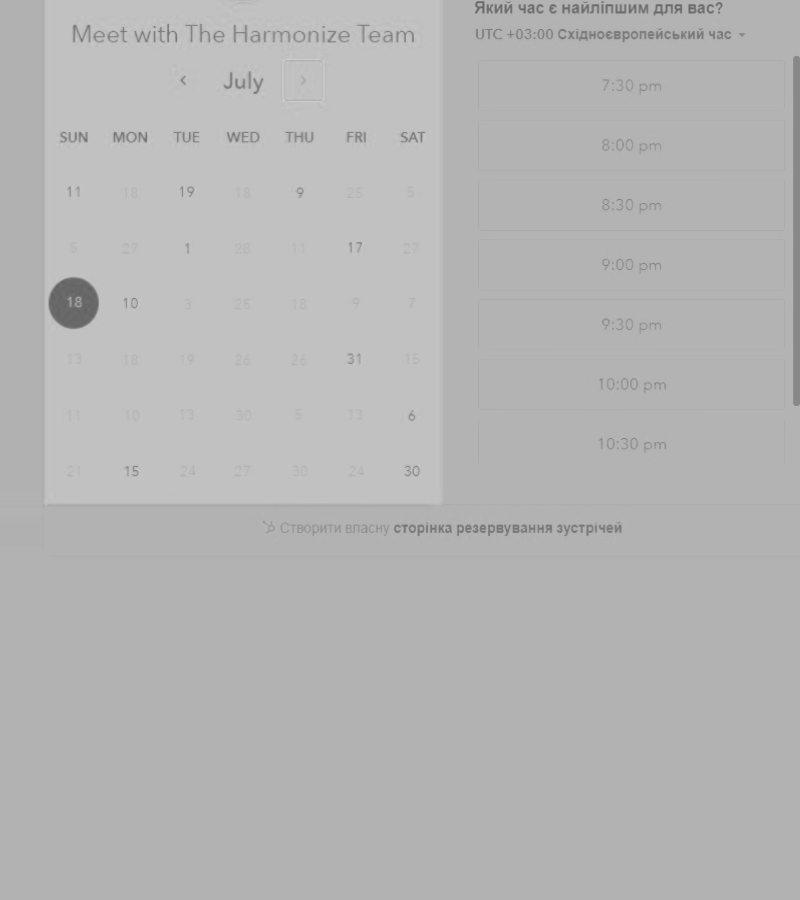 Meet with The Harmonize Team
July
SUN MON TUE WED THU FRI SAT
11 18 19 18 9 25 5
6 27 1 28 11 17 27
18 10 3 25 18 9 7
13 18 19 26 26 31 15
11 10 13 30 5 13 6
21 15 24 27 30 24 30
Який час є найліпшим для вас?
UTC +03:00 Східноєвропейський час
7:30 pm
8:00 pm
8:30 pm
9:00 pm
9:30 pm
10:00 pm
10:30 pm
Створити власну сторінка резервування зустрічей